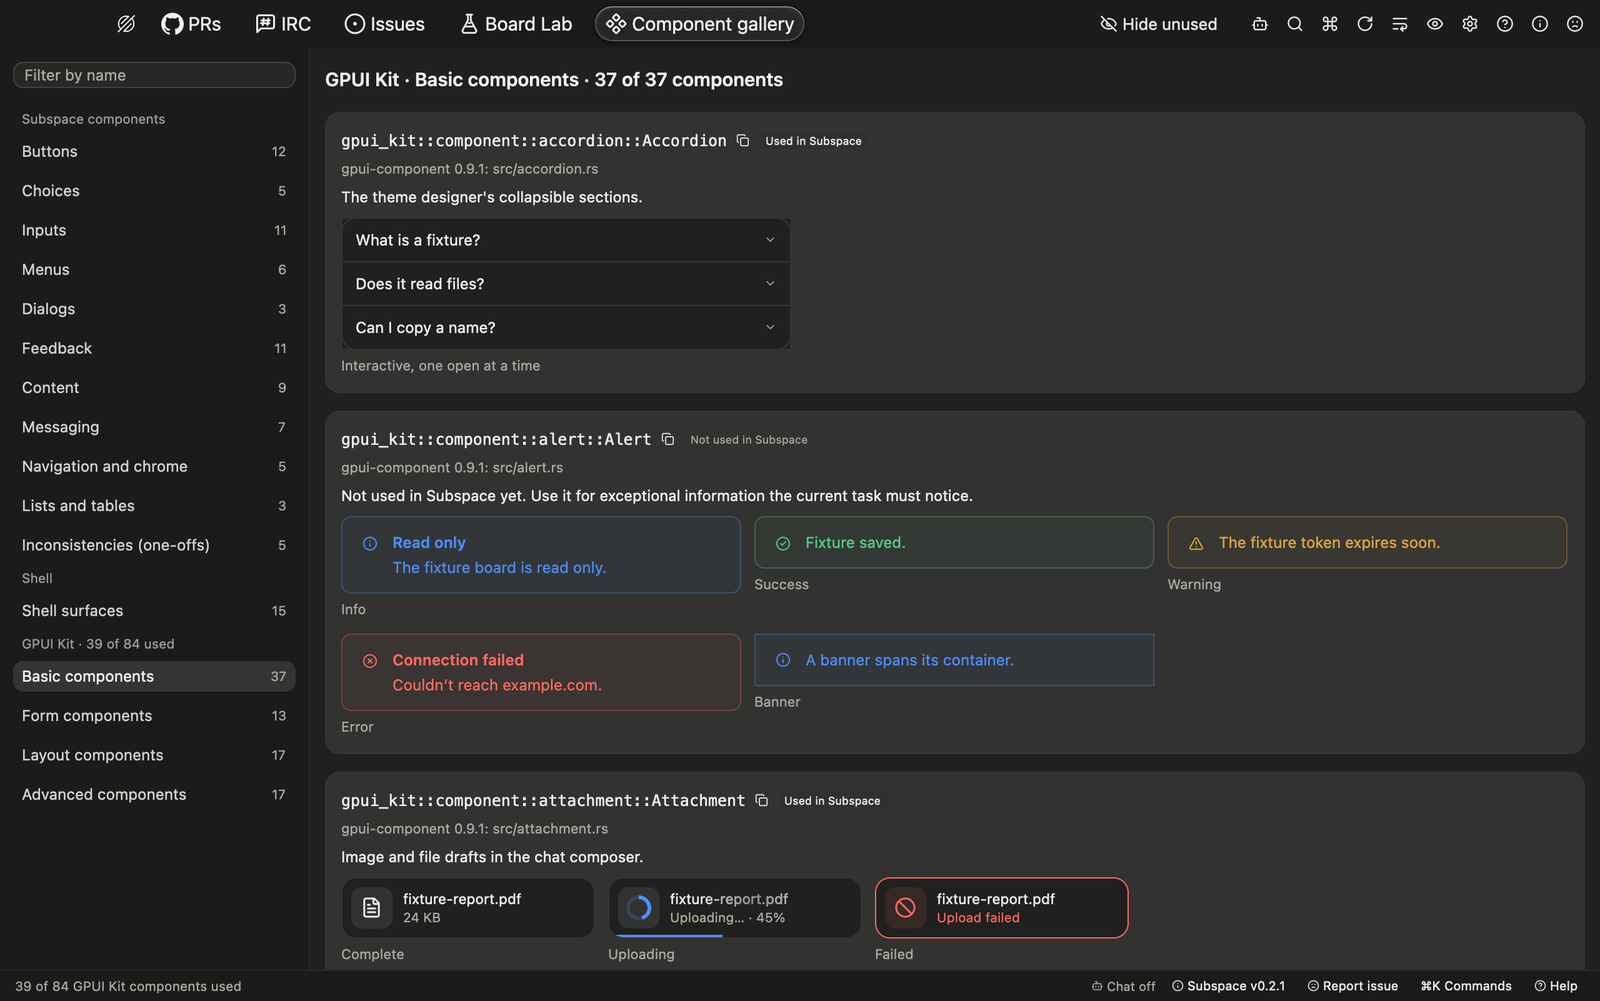 PRs
IRC
Issues
Board Lab
Component gallery
Hide unused
Filter by name
Subspace components
Buttons 12
Choices 5
Inputs 11
Menus 6
Dialogs 3
Feedback 11
Content 9
Messaging 7
Navigation and chrome 5
Lists and tables 3
Inconsistencies (one-offs) 5
Shell
Shell surfaces 15
GPUI Kit · 39 of 84 used
Basic components 37
Form components 13
Layout components 17
Advanced components 17
GPUI Kit · Basic components · 37 of 37 components
gpui_kit::component::accordion::Accordion Used in Subspace
gpui-component 0.9.1: src/accordion.rs
The theme designer's collapsible sections.
What is a fixture?
Does it read files?
Can I copy a name?
Interactive, one open at a time
gpui_kit::component::alert::Alert Not used in Subspace
gpui-component 0.9.1: src/alert.rs
Not used in Subspace yet. Use it for exceptional information the current task must notice.
Read only
The fixture board is read only.
Info
Fixture saved.
Success
The fixture token expires soon.
Warning
Connection failed
Couldn’t reach example.com.
Error
A banner spans its container.
Banner
gpui_kit::component::attachment::Attachment Used in Subspace
gpui-component 0.9.1: src/attachment.rs
Image and file drafts in the chat composer.
fixture-report.pdf
24 KB
Complete
fixture-report.pdf
Uploading... · 45%
Uploading
fixture-report.pdf
Upload failed
Failed
39 of 84 GPUI Kit components used
Chat off
Subspace v0.2.1
Report issue
⌘K Commands
Help